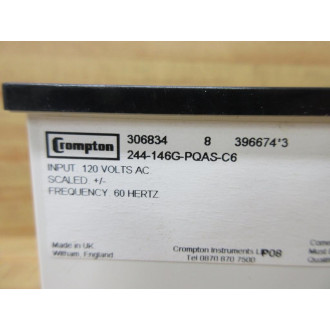 Crompton 306834 8 396674*3
244-146G-PQAS-C6
INPUT: 120 VOLTS AC
SCALED: +/-
FREQUENCY: 60 HERTZ
Made in UK
Witham, England
Crompton Instruments
Tel 0870 870 7500